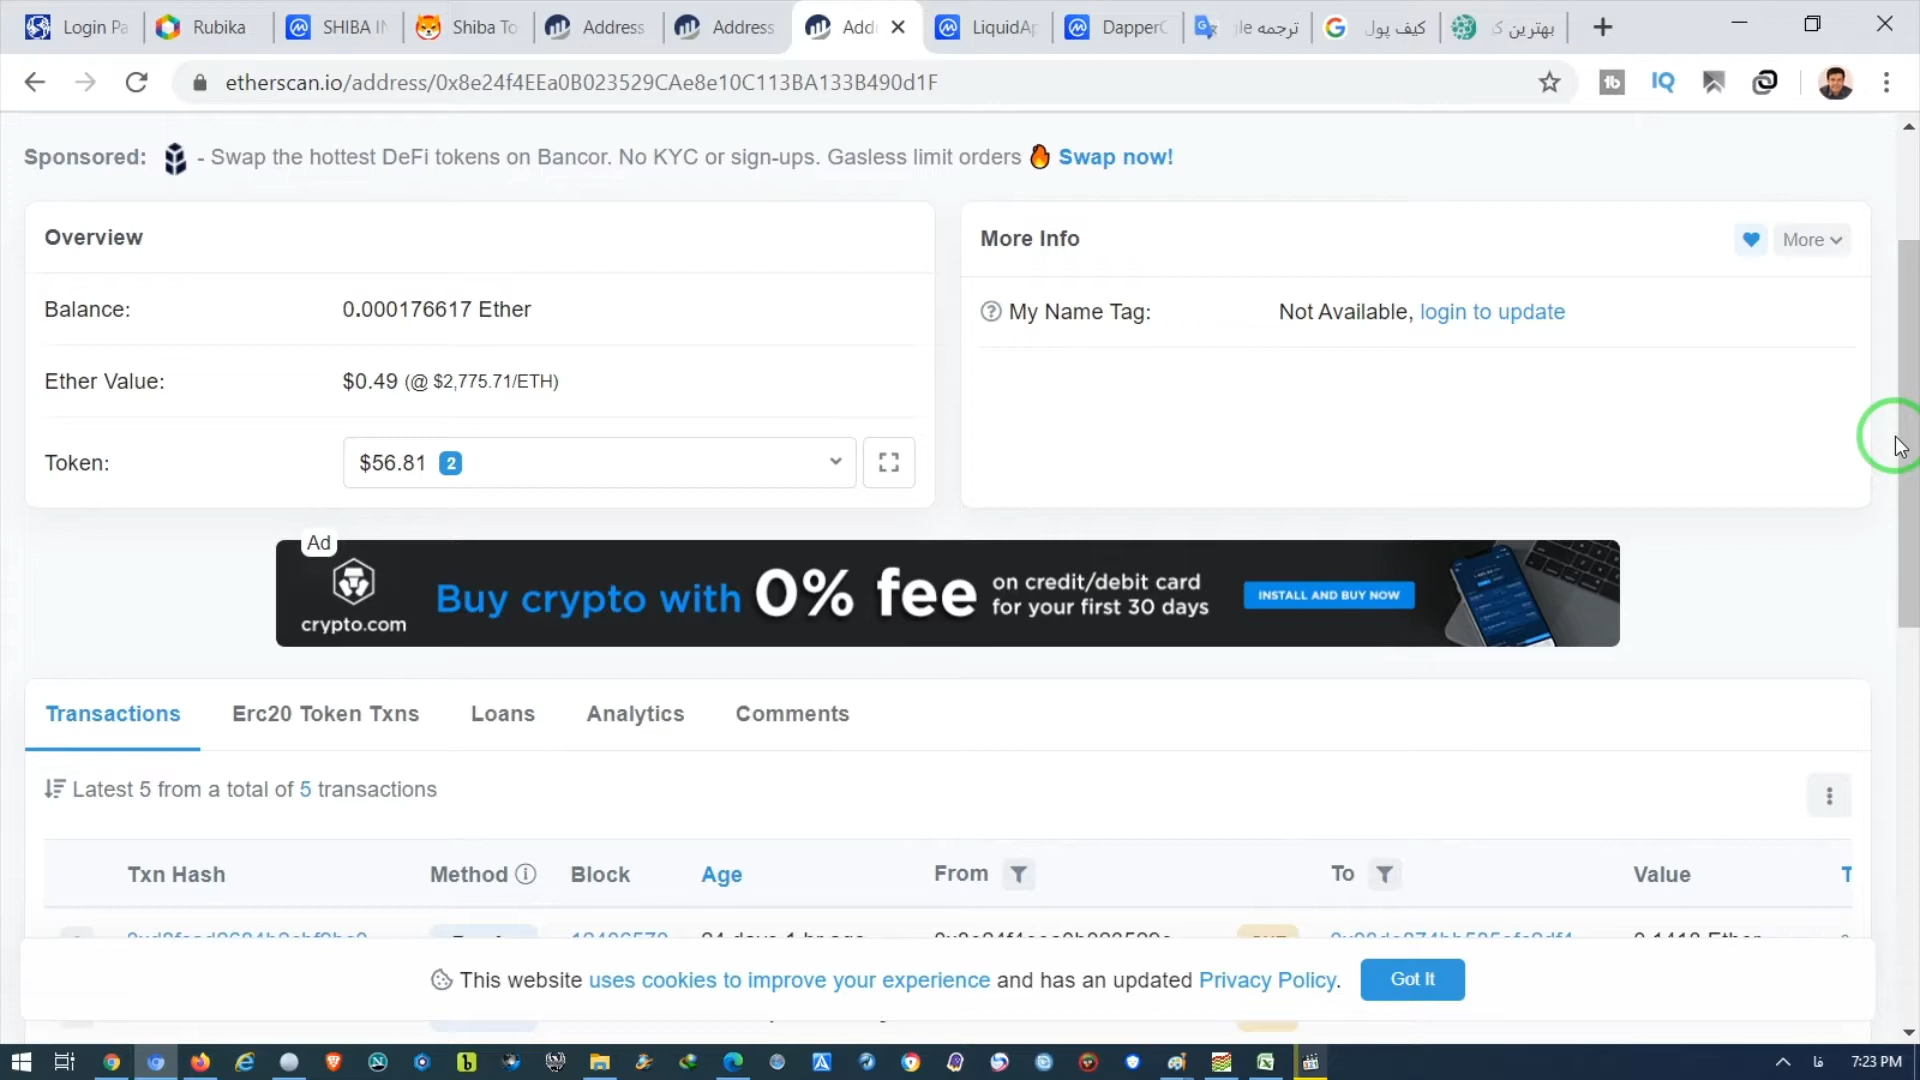 Login Pa
Rubika
SHIBA IN
Shiba To
Address
Address
Addr
LiquidAp
DapperC
ترجمه gle
کیف پول
بهترین ک
etherscan.io/address/0x8e24f4EEa0B023529CAe8e10C113BA133B490d1F
Sponsored: - Swap the hottest DeFi tokens on Bancor. No KYC or sign-ups. Gasless limit orders Swap now!
Overview
Balance: 0.000176617 Ether
Ether Value: $0.49 (@ $2,775.71/ETH)
Token: $56.81 2
More Info
More
My Name Tag: Not Available, login to update
Ad
crypto.com
Buy crypto with 0% fee on credit/debit card
for your first 30 days
INSTALL AND BUY NOW
Transactions Erc20 Token Txns Loans Analytics Comments
Latest 5 from a total of 5 transactions
Txn Hash Method Block Age From To Value T
This website uses cookies to improve your experience and has an updated Privacy Policy. Got It
فا 7:23 PM